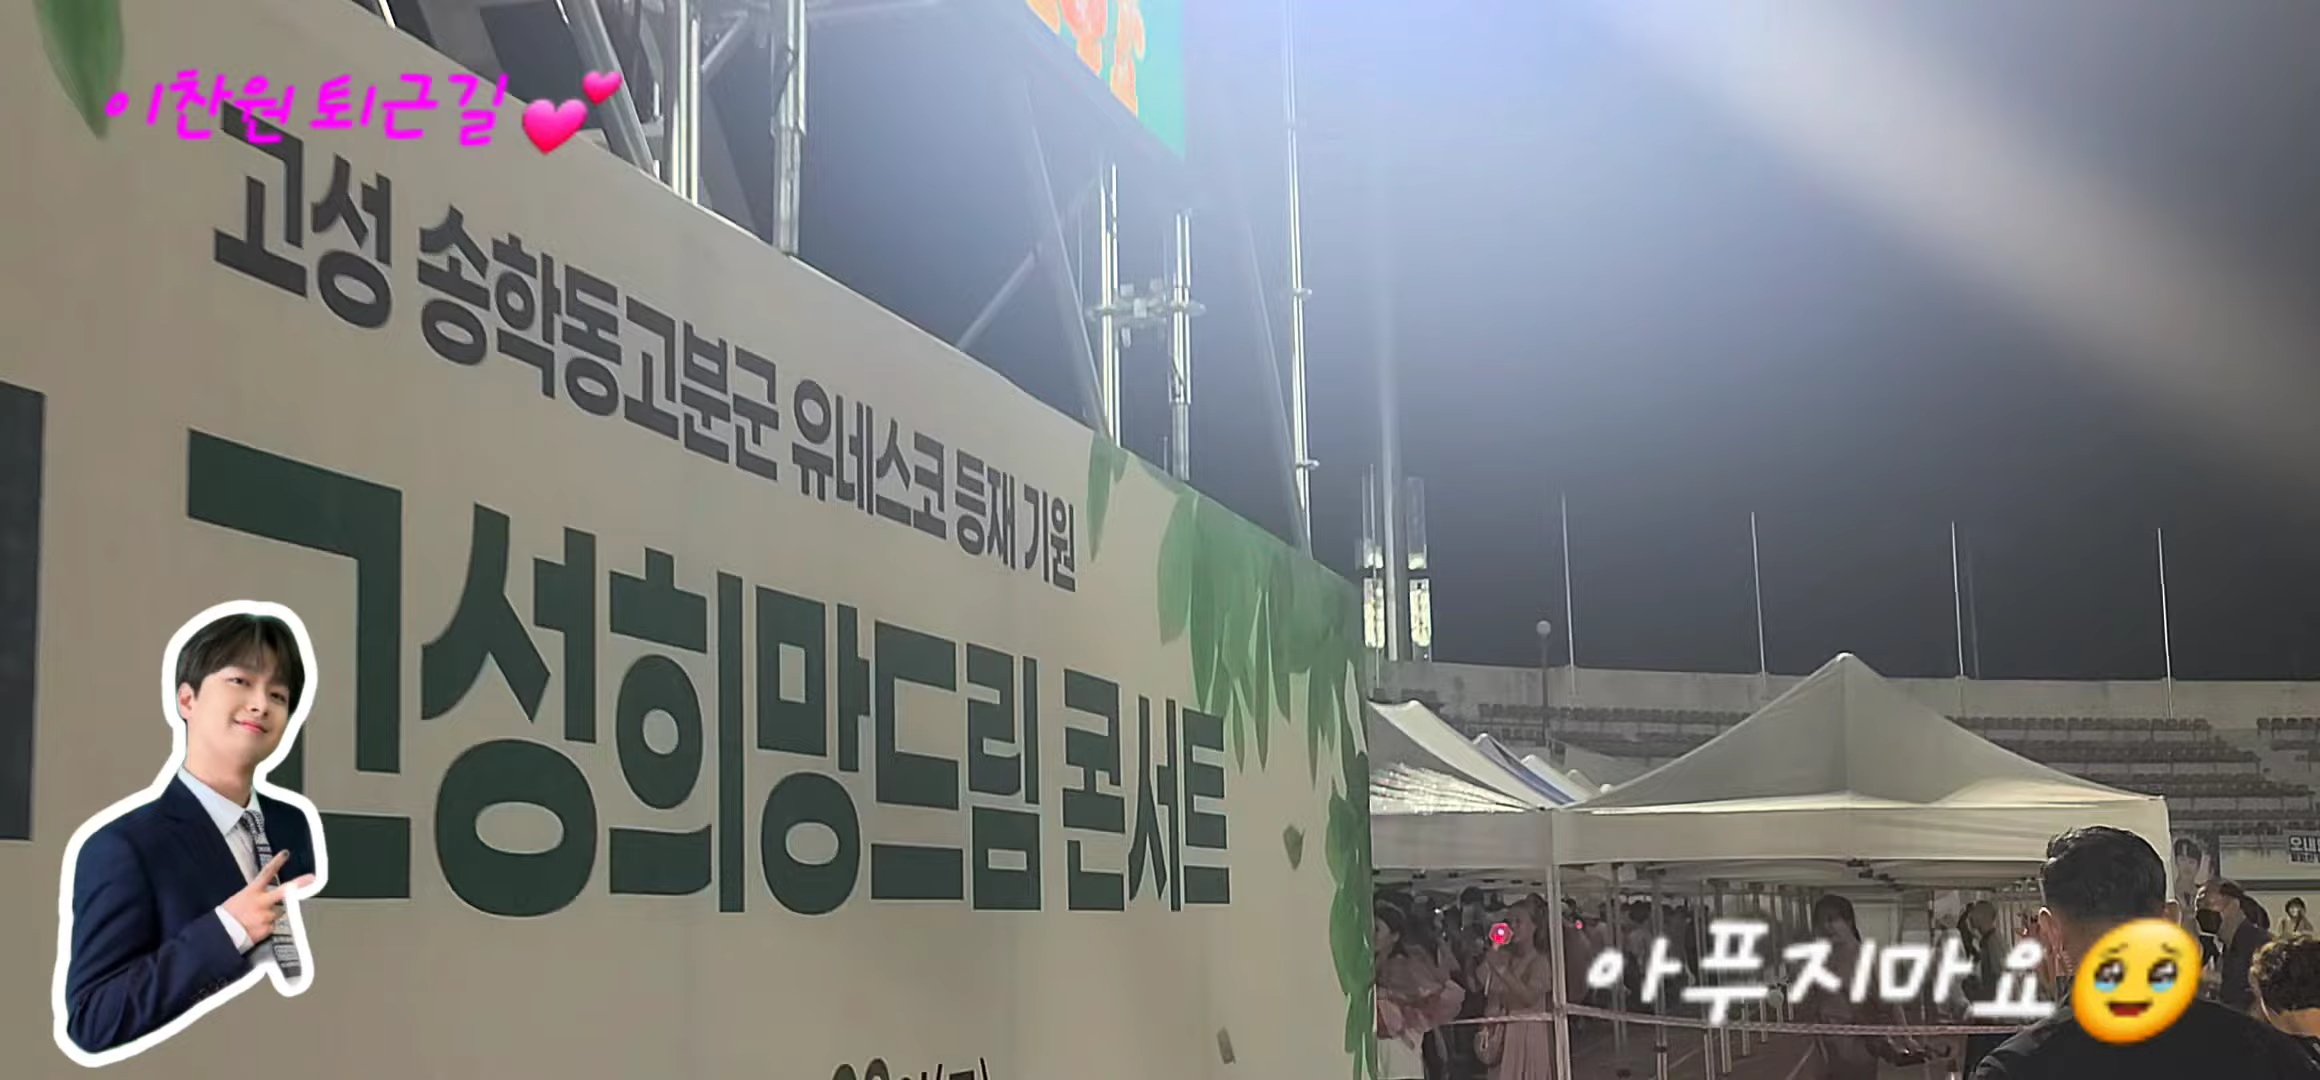 이찬원 퇴근길
고성 송학동고분군 유네스코 등재 기원
고성희망드림 콘서트
아푸지마요